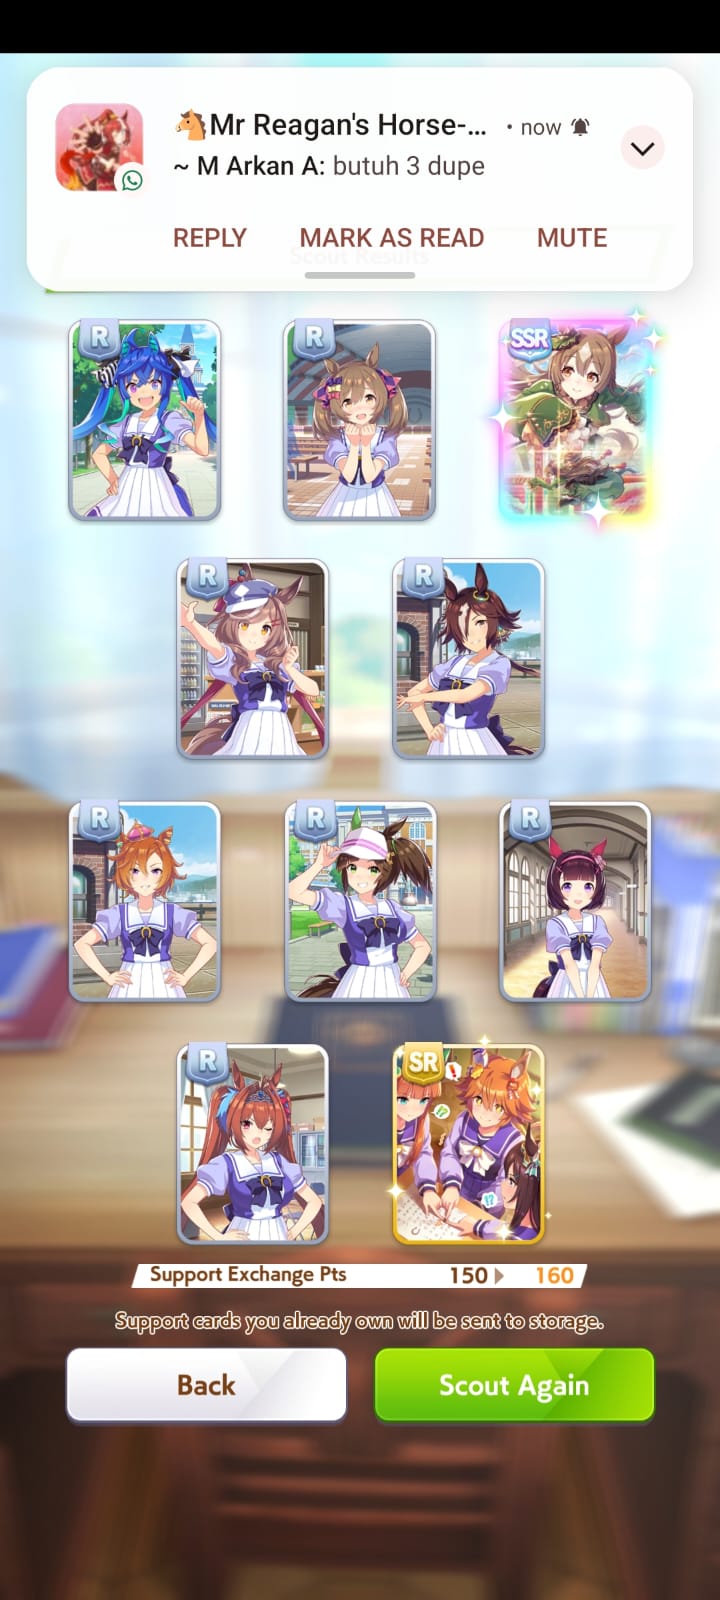 🐴Mr Reagan's Horse-... • now
~ M Arkan A: butuh 3 dupe
REPLY MARK AS READ MUTE
Scout Results
R R SSR
R R
R R R
R SR
Support Exchange Pts 150 160
Support cards you already own will be sent to storage.
Back Scout Again